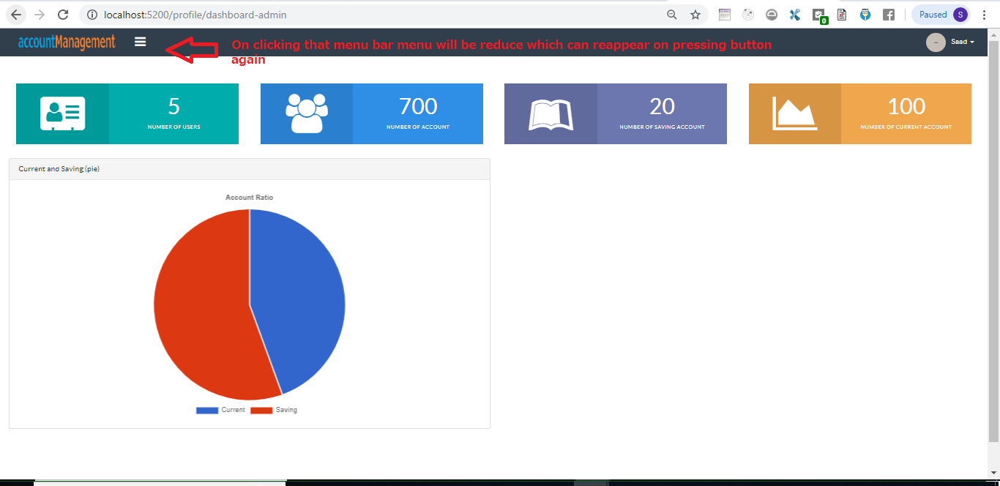 localhost:5200/profile/dashboard-admin
0
Paused S
accountManagement
On clicking that menu bar menu will be reduce which can reappear on pressing button
again
Saad
5
NUMBER OF USERS
700
NUMBER OF ACCOUNT
20
NUMBER OF SAVING ACCOUNT
100
NUMBER OF CURRENT ACCOUNT
Current and Saving (pie)
Account Ratio
Current Saving